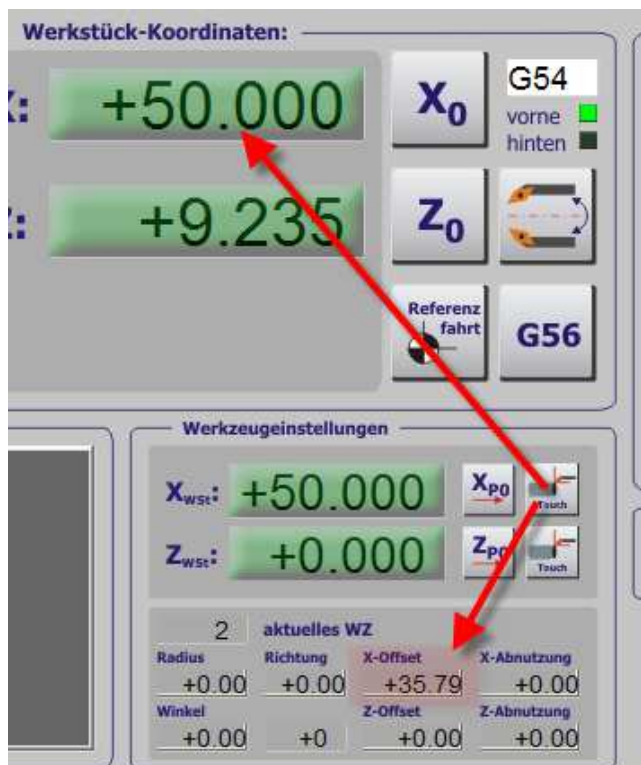 Werkstück-Koordinaten:
: +50.000 X0 G54
vorne
hinten
: +9.235 Z0
Referenz
fahrt G56
Werkzeugeinstellungen
XWSt: +50.000 XP0 Touch
ZWSt: +0.000 ZP0 Touch
2 aktuelles WZ
Radius Richtung X-Offset X-Abnutzung
+0.00 +0.00 +35.79 +0.00
Winkel Z-Offset Z-Abnutzung
+0.00 +0 +0.00 +0.00